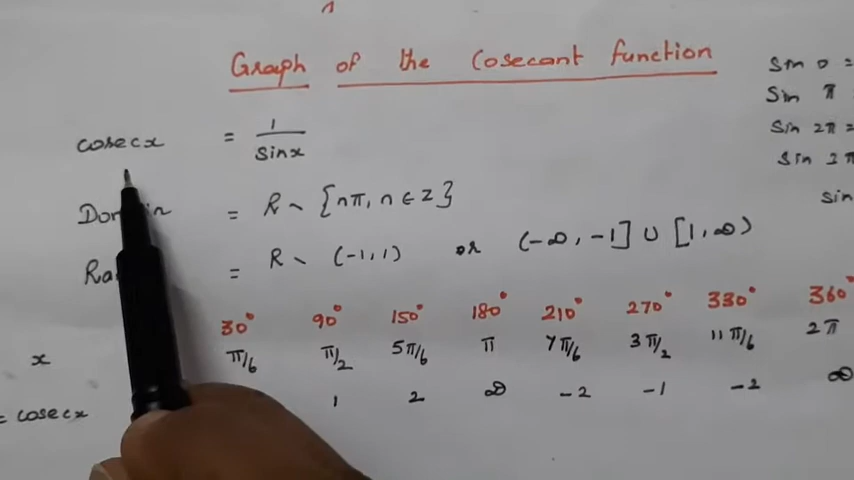 Graph of the Cosecant function
Sin 0 =
cosecx = 1/sinx
Sin π
Sin 2π =
Sin 3π
R ∖ {nπ, n ∈ Z}
sin
R ∖ (-1, 1) or (-∞, -1] ∪ [1, ∞)
30° 90° 150° 180° 210° 270° 330° 360°
x π/6 π/2 5π/6 π 7π/6 3π/2 11π/6 2π
= cosecx 1 2 ∞ -2 -1 -2 ∞